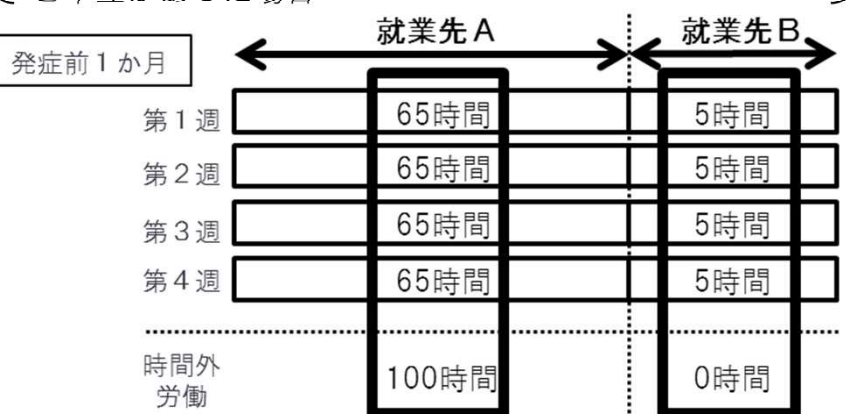 就業先A 就業先B
発症前1か月
第1週 65時間 5時間
第2週 65時間 5時間
第3週 65時間 5時間
第4週 65時間 5時間
時間外
労働 100時間 0時間